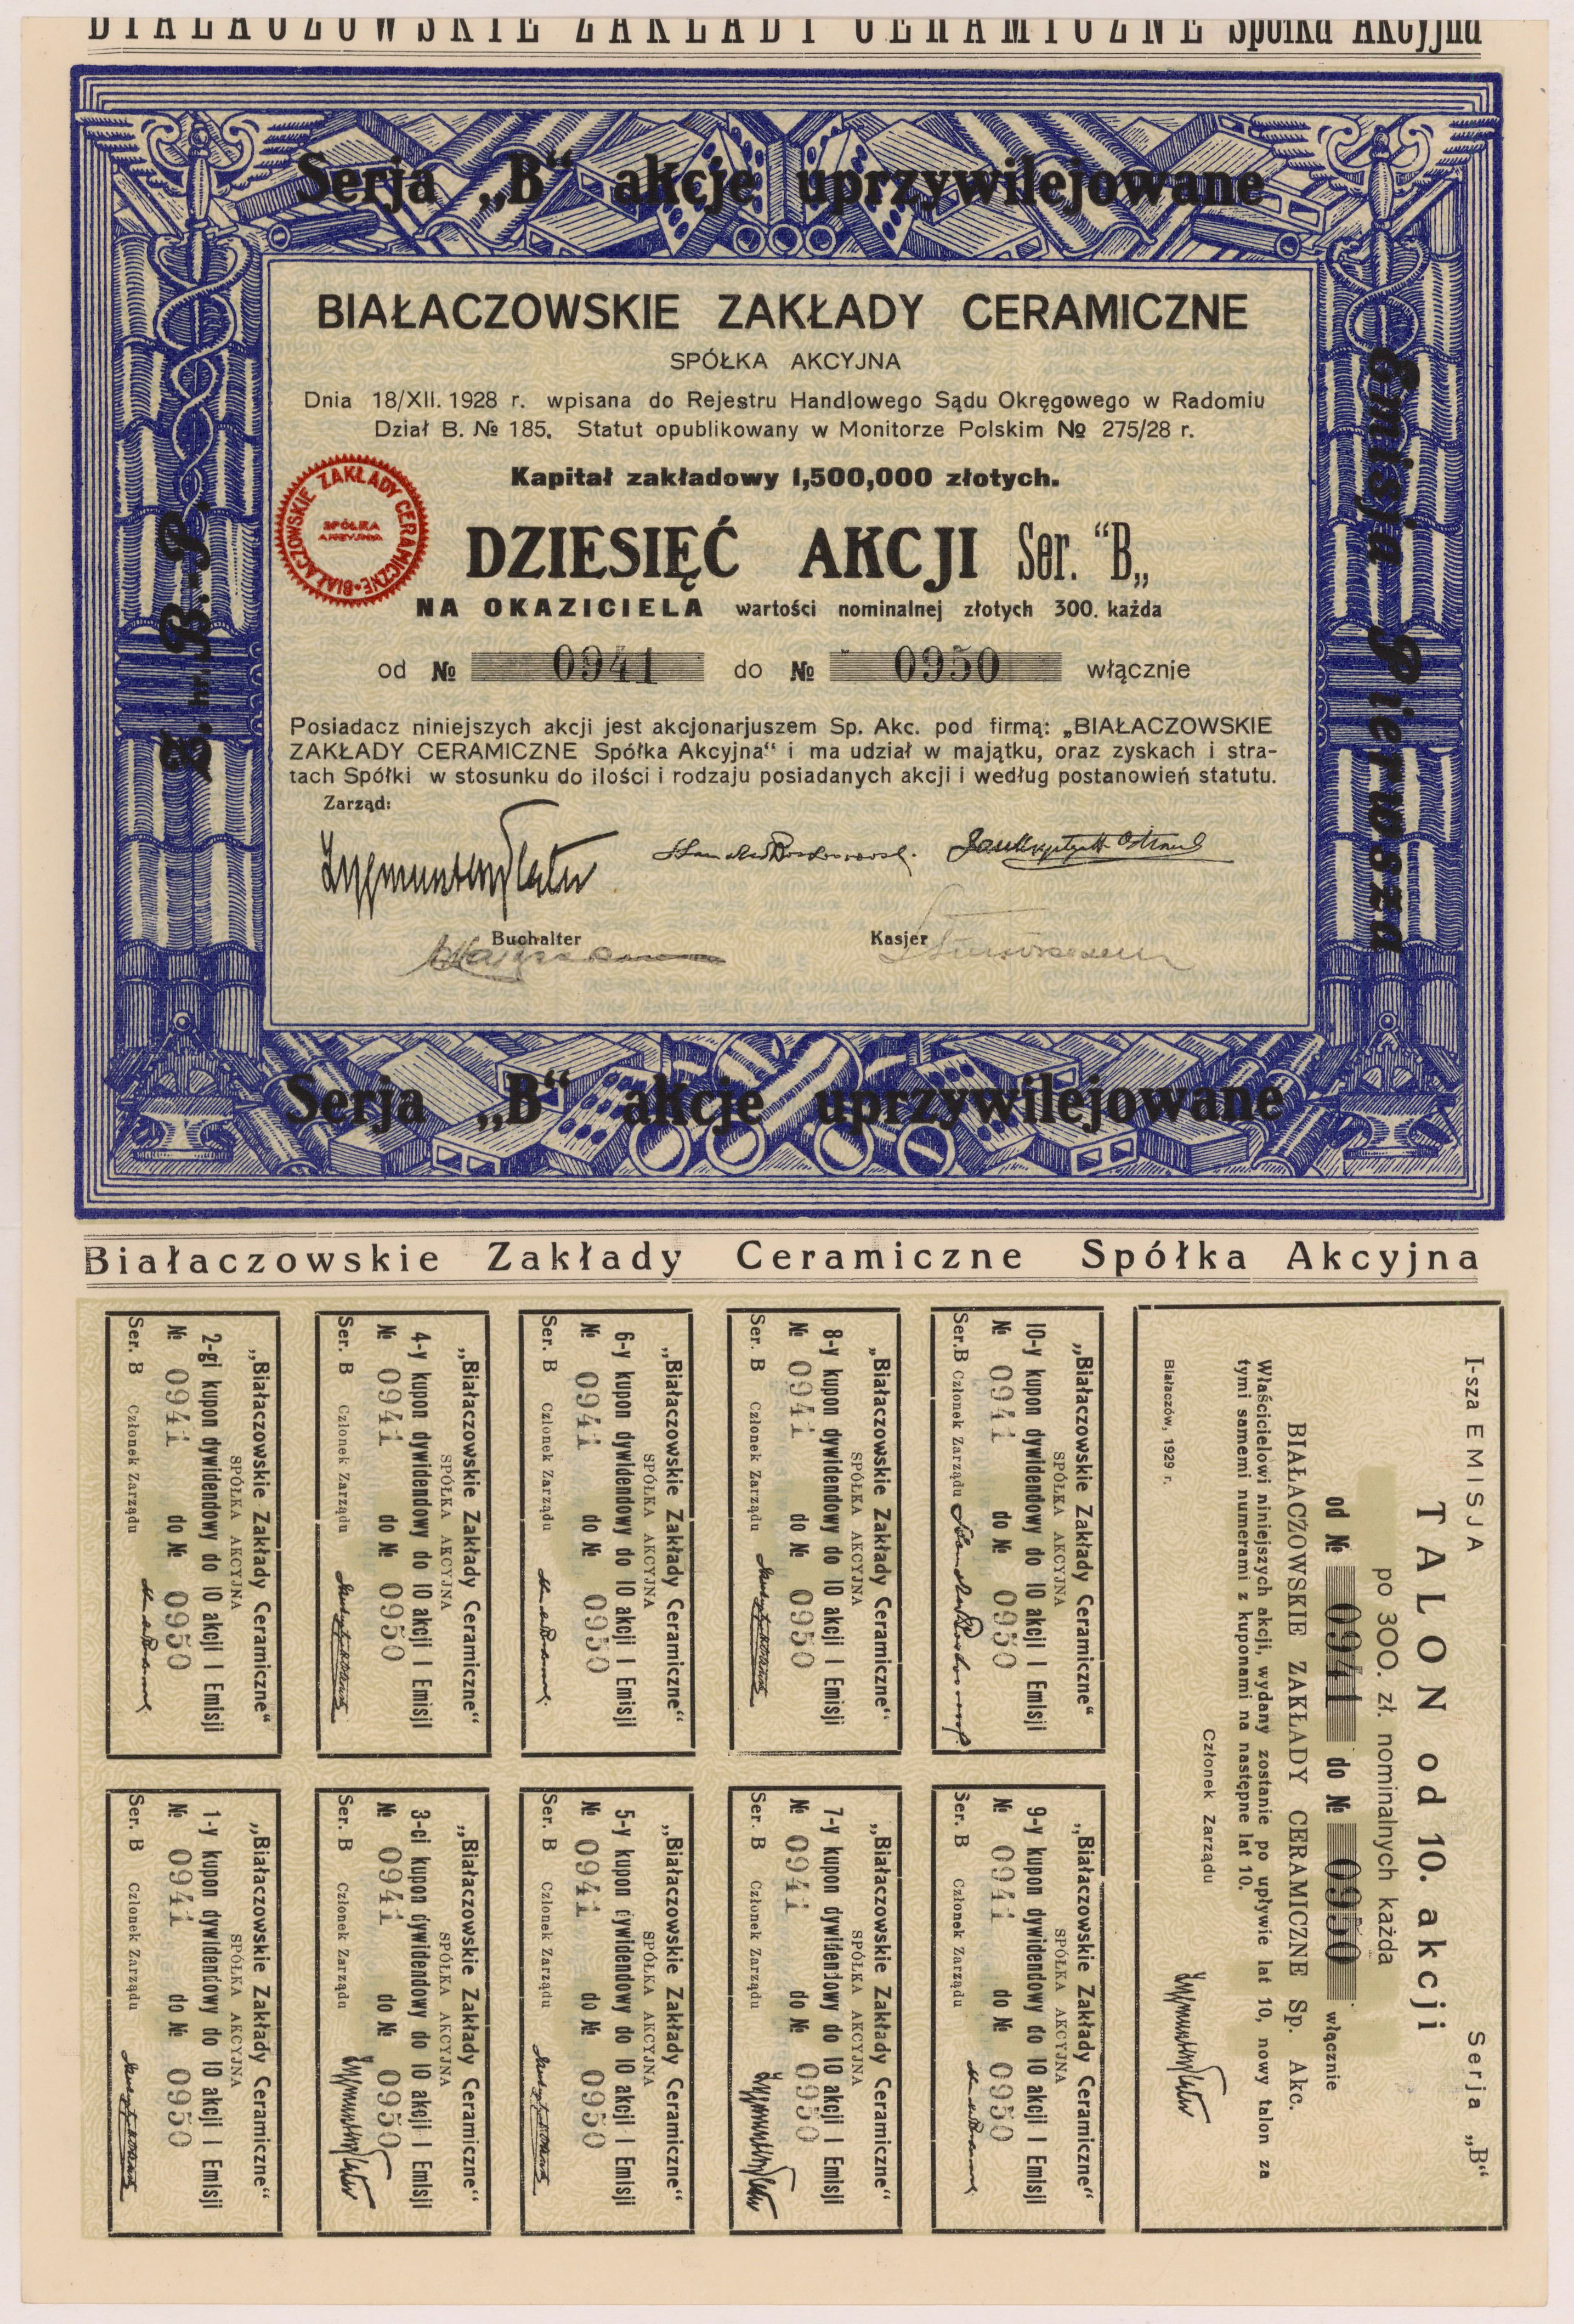 BIAŁACZOWSKIE ZAKŁADY CERAMICZNE Spółka Akcyjna
Serja „B“ akcje uprzywilejowane
BIAŁACZOWSKIE ZAKŁADY CERAMICZNE
SPÓŁKA AKCYJNA
Dnia 18/XII. 1928 r. wpisana do Rejestru Handlowego Sądu Okręgowego w Radomiu
Dział B. № 185. Statut opublikowany w Monitorze Polskim № 275/28 r.
Kapitał zakładowy 1,500,000 złotych.
BIAŁACZOWSKIE ZAKŁADY CERAMICZNE
SPÓŁKA
AKCYJNA
DZIESIĘĆ AKCJI Ser. “B„
NA OKAZICIELA wartości nominalnej złotych 300. każda
od № 0941 do № 0950 włącznie
Posiadacz niniejszych akcji jest akcjonarjuszem Sp. Akc. pod firmą: „BIAŁACZOWSKIE
ZAKŁADY CERAMICZNE Spółka Akcyjna“ i ma udział w majątku, oraz zyskach i stra-
tach Spółki w stosunku do ilości i rodzaju posiadanych akcji i według postanowień statutu.
Zarząd:
Buchalter Kasjer
Emisja Pierwsza
Serja „B“ akcje uprzywilejowane
Białaczowskie Zakłady Ceramiczne Spółka Akcyjna
I-sza EMISJA Serja „B“
TALON od 10. akcji
po 300. zł. nominalnych każda
od № 0941 do № 0950 włącznie
BIAŁACZOWSKIE ZAKŁADY CERAMICZNE Sp. Akc.
Właścicielowi niniejszych akcji, wydany zostanie po upływie lat 10, nowy talon za
tymi samemi numerami z kuponami na następne lat 10.
Członek Zarządu
Białaczów, 1929 r.
„Białaczowskie Zakłady Ceramiczne“
SPÓŁKA AKCYJNA
10-y kupon dywidendowy do 10 akcji I Emisji
№ 0941 do № 0950
Ser. B Członek Zarządu
„Białaczowskie Zakłady Ceramiczne“
SPÓŁKA AKCYJNA
9-y kupon dywidendowy do 10 akcji I Emisji
№ 0941 do № 0950
Ser. B Członek Zarządu
„Białaczowskie Zakłady Ceramiczne“
SPÓŁKA AKCYJNA
8-y kupon dywidendowy do 10 akcji I Emisji
№ 0941 do № 0950
Ser. B Członek Zarządu
„Białaczowskie Zakłady Ceramiczne“
SPÓŁKA AKCYJNA
7-y kupon dywidendowy do 10 akcji I Emisji
№ 0941 do № 0950
Ser. B Członek Zarządu
„Białaczowskie Zakłady Ceramiczne“
SPÓŁKA AKCYJNA
6-y kupon dywidendowy do 10 akcji I Emisji
№ 0941 do № 0950
Ser. B Członek Zarządu
„Białaczowskie Zakłady Ceramiczne“
SPÓŁKA AKCYJNA
5-y kupon dywidendowy do 10 akcji I Emisji
№ 0941 do № 0950
Ser. B Członek Zarządu
„Białaczowskie Zakłady Ceramiczne“
SPÓŁKA AKCYJNA
4-y kupon dywidendowy do 10 akcji I Emisji
№ 0941 do № 0950
Ser. B Członek Zarządu
„Białaczowskie Zakłady Ceramiczne“
SPÓŁKA AKCYJNA
3-ci kupon dywidendowy do 10 akcji I Emisji
№ 0941 do № 0950
Ser. B Członek Zarządu
„Białaczowskie Zakłady Ceramiczne“
SPÓŁKA AKCYJNA
2-gi kupon dywidendowy do 10 akcji I Emisji
№ 0941 do № 0950
Ser. B Członek Zarządu
„Białaczowskie Zakłady Ceramiczne“
SPÓŁKA AKCYJNA
1-y kupon dywidendowy do 10 akcji I Emisji
№ 0941 do № 0950
Ser. B Członek Zarządu